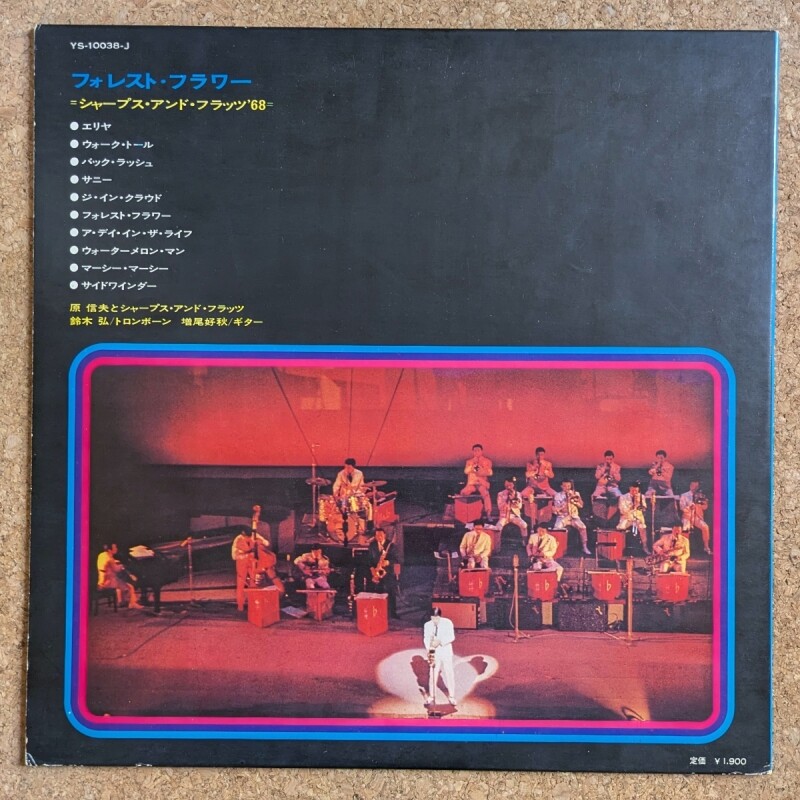 YS-10038-J
フォレスト・フラワー
=シャープス・アンド・フラッツ'68=
●エリヤ
●ウォーク・トール
●バック・ラッシュ
●サニー
●ジ・イン・クラウド
●フォレスト・フラワー
●ア・デイ・イン・ザ・ライフ
●ウォーターメロン・マン
●マーシー・マーシー
●サイドワインダー
原 信夫とシャープス・アンド・フラッツ
鈴木 弘/トロンボーン 増尾好秋/ギター
定価 ¥1,900